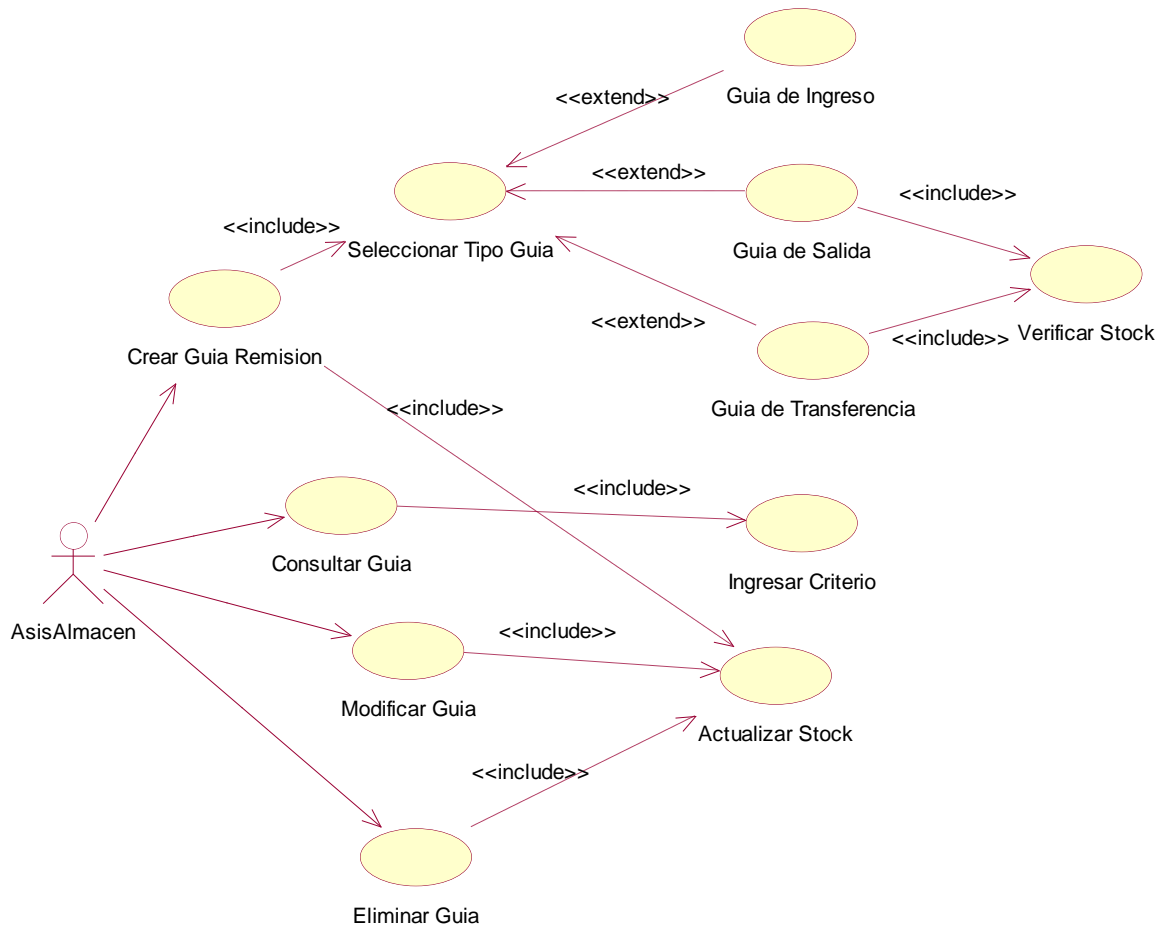 <<extend>>
Guia de Ingreso
<<extend>>
<<include>>
<<include>>
Seleccionar Tipo Guia
Guia de Salida
<<extend>>
<<include>>
Verificar Stock
Crear Guia Remision
Guia de Transferencia
<<include>>
<<include>>
Consultar Guia
Ingresar Criterio
AsisAlmacen
<<include>>
Modificar Guia
Actualizar Stock
<<include>>
Eliminar Guia